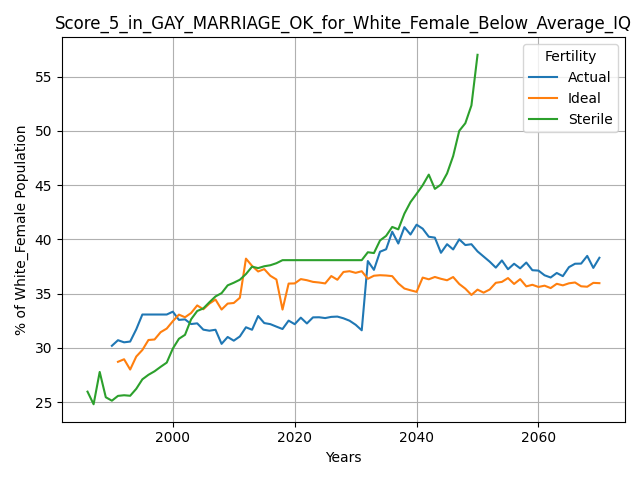 Score_5_in_GAY_MARRIAGE_OK_for_White_Female_Below_Average_IQ
% of White_Female Population
55
50
45
40
35
30
25
Fertility
Actual
Ideal
Sterile
2000
2020
2040
2060
Years